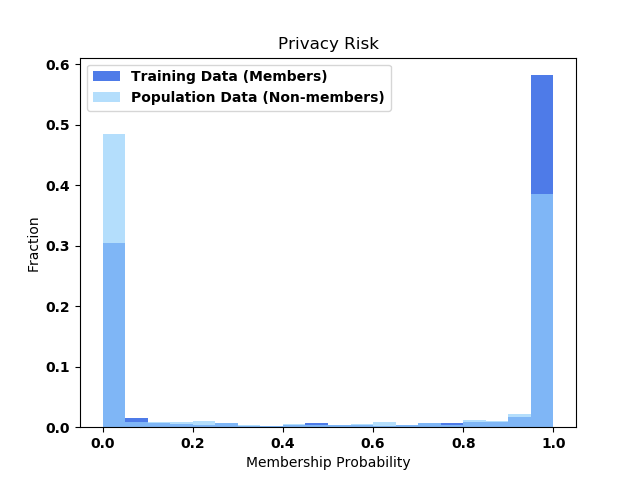 Privacy Risk
Training Data (Members)
Population Data (Non-members)
0.6
0.5
0.4
0.3
0.2
0.1
0.0
Fraction
0.0 0.2 0.4 0.6 0.8 1.0
Membership Probability